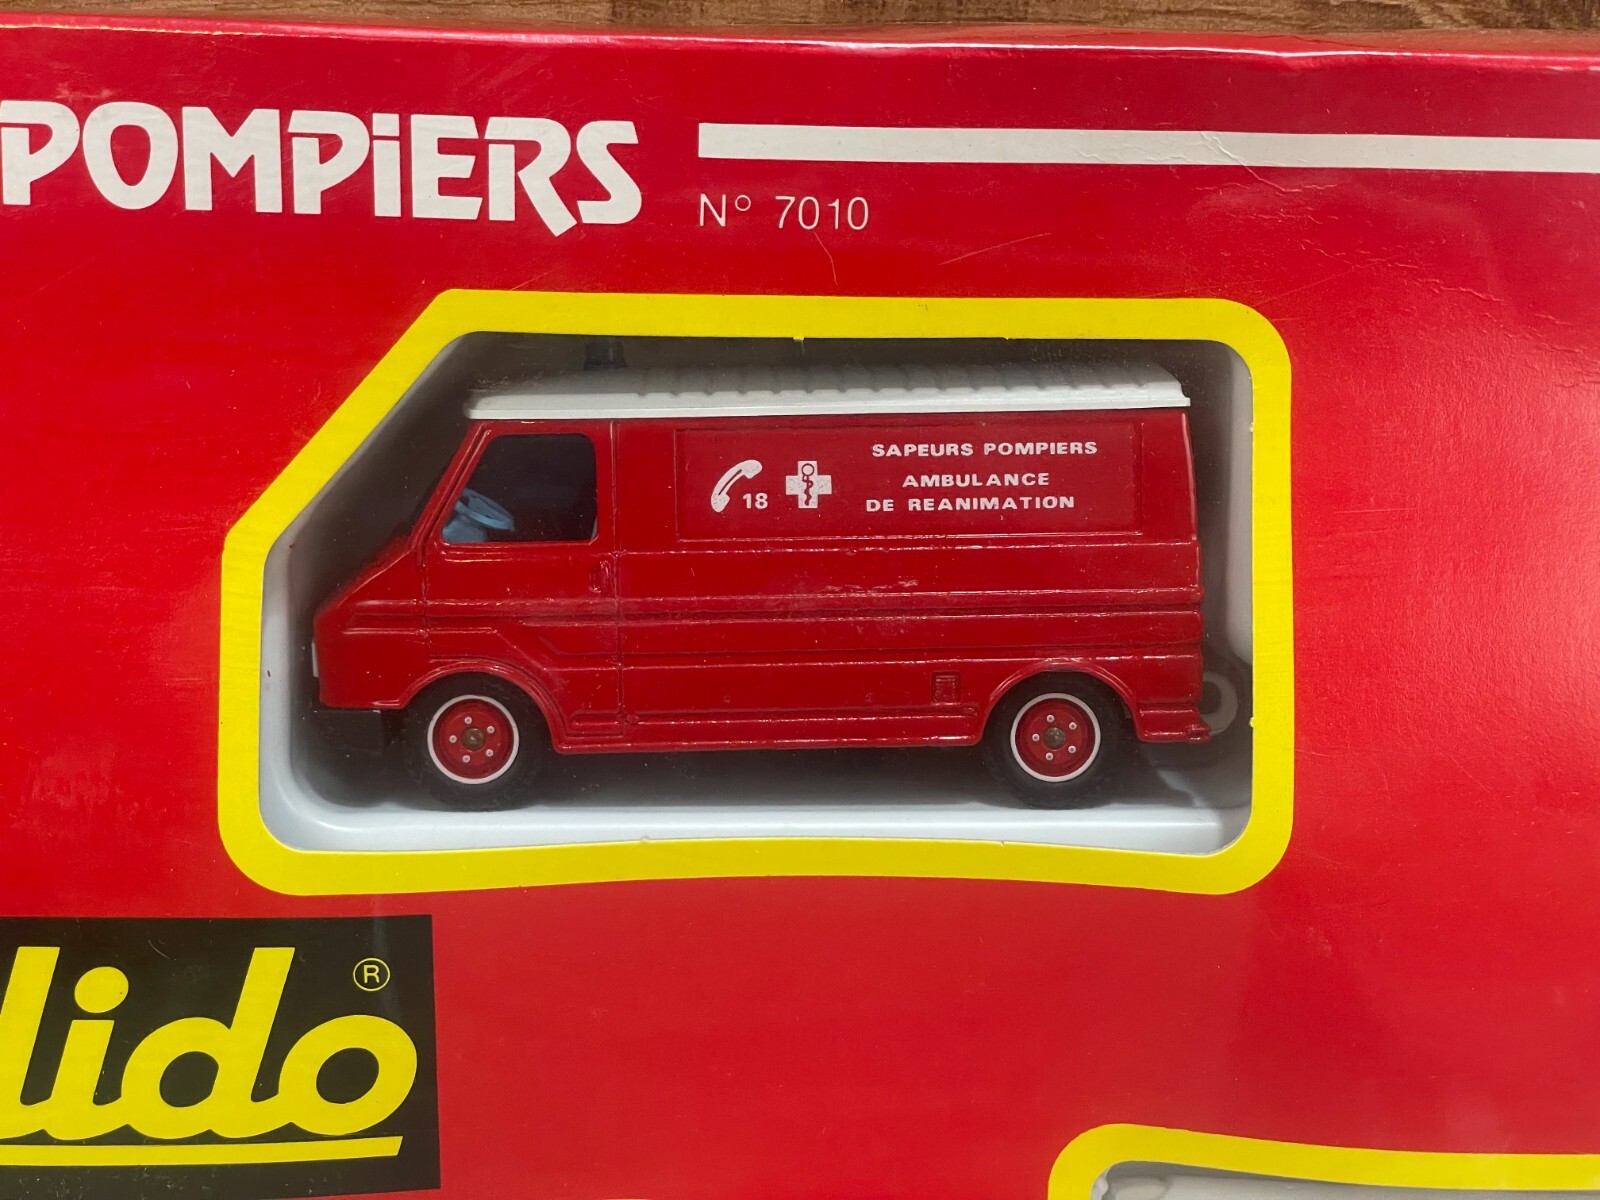 POMPiERS
N° 7010
SAPEURS POMPIERS
18
AMBULANCE
DE REANIMATION
lido ®